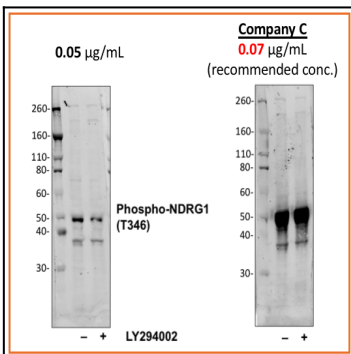 Company C
0.05 µg/mL
0.07 µg/mL
(recommended conc.)
260-
160-
110-
80-
60-
50-
40-
30-
Phospho-NDRG1
(T346)
260-
160-
110-
80-
60-
50-
40-
30-
– + LY294002
– +